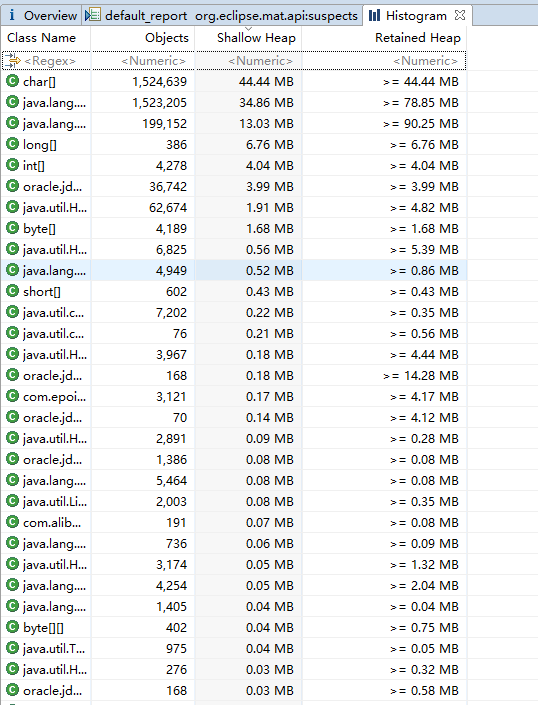 i Overview default_report org.eclipse.mat.api:suspects Histogram
Class Name Objects Shallow Heap Retained Heap
<Regex> <Numeric> <Numeric> <Numeric>
char[] 1,524,639 44.44 MB >= 44.44 MB
java.lang.... 1,523,205 34.86 MB >= 78.85 MB
java.lang.... 199,152 13.03 MB >= 90.25 MB
long[] 386 6.76 MB >= 6.76 MB
int[] 4,278 4.04 MB >= 4.04 MB
oracle.jd... 36,742 3.99 MB >= 3.99 MB
java.util.H... 62,674 1.91 MB >= 4.82 MB
byte[] 4,189 1.68 MB >= 1.68 MB
java.util.H... 6,825 0.56 MB >= 5.39 MB
java.lang.... 4,949 0.52 MB >= 0.86 MB
short[] 602 0.43 MB >= 0.43 MB
java.util.c... 7,202 0.22 MB >= 0.35 MB
java.util.c... 76 0.21 MB >= 0.56 MB
java.util.H... 3,967 0.18 MB >= 4.44 MB
oracle.jd... 168 0.18 MB >= 14.28 MB
com.epoi... 3,121 0.17 MB >= 4.17 MB
oracle.jd... 70 0.14 MB >= 4.12 MB
java.util.H... 2,891 0.09 MB >= 0.28 MB
oracle.jd... 1,386 0.08 MB >= 0.08 MB
java.lang.... 5,464 0.08 MB >= 0.08 MB
java.util.Li... 2,003 0.08 MB >= 0.35 MB
com.alib... 191 0.07 MB >= 0.08 MB
java.lang.... 736 0.06 MB >= 0.09 MB
java.util.H... 3,174 0.05 MB >= 1.32 MB
java.lang.... 4,254 0.05 MB >= 2.04 MB
java.lang.... 1,405 0.04 MB >= 0.04 MB
byte[][] 402 0.04 MB >= 0.75 MB
java.util.T... 975 0.04 MB >= 0.05 MB
java.util.H... 276 0.03 MB >= 0.32 MB
oracle.jd... 168 0.03 MB >= 0.58 MB